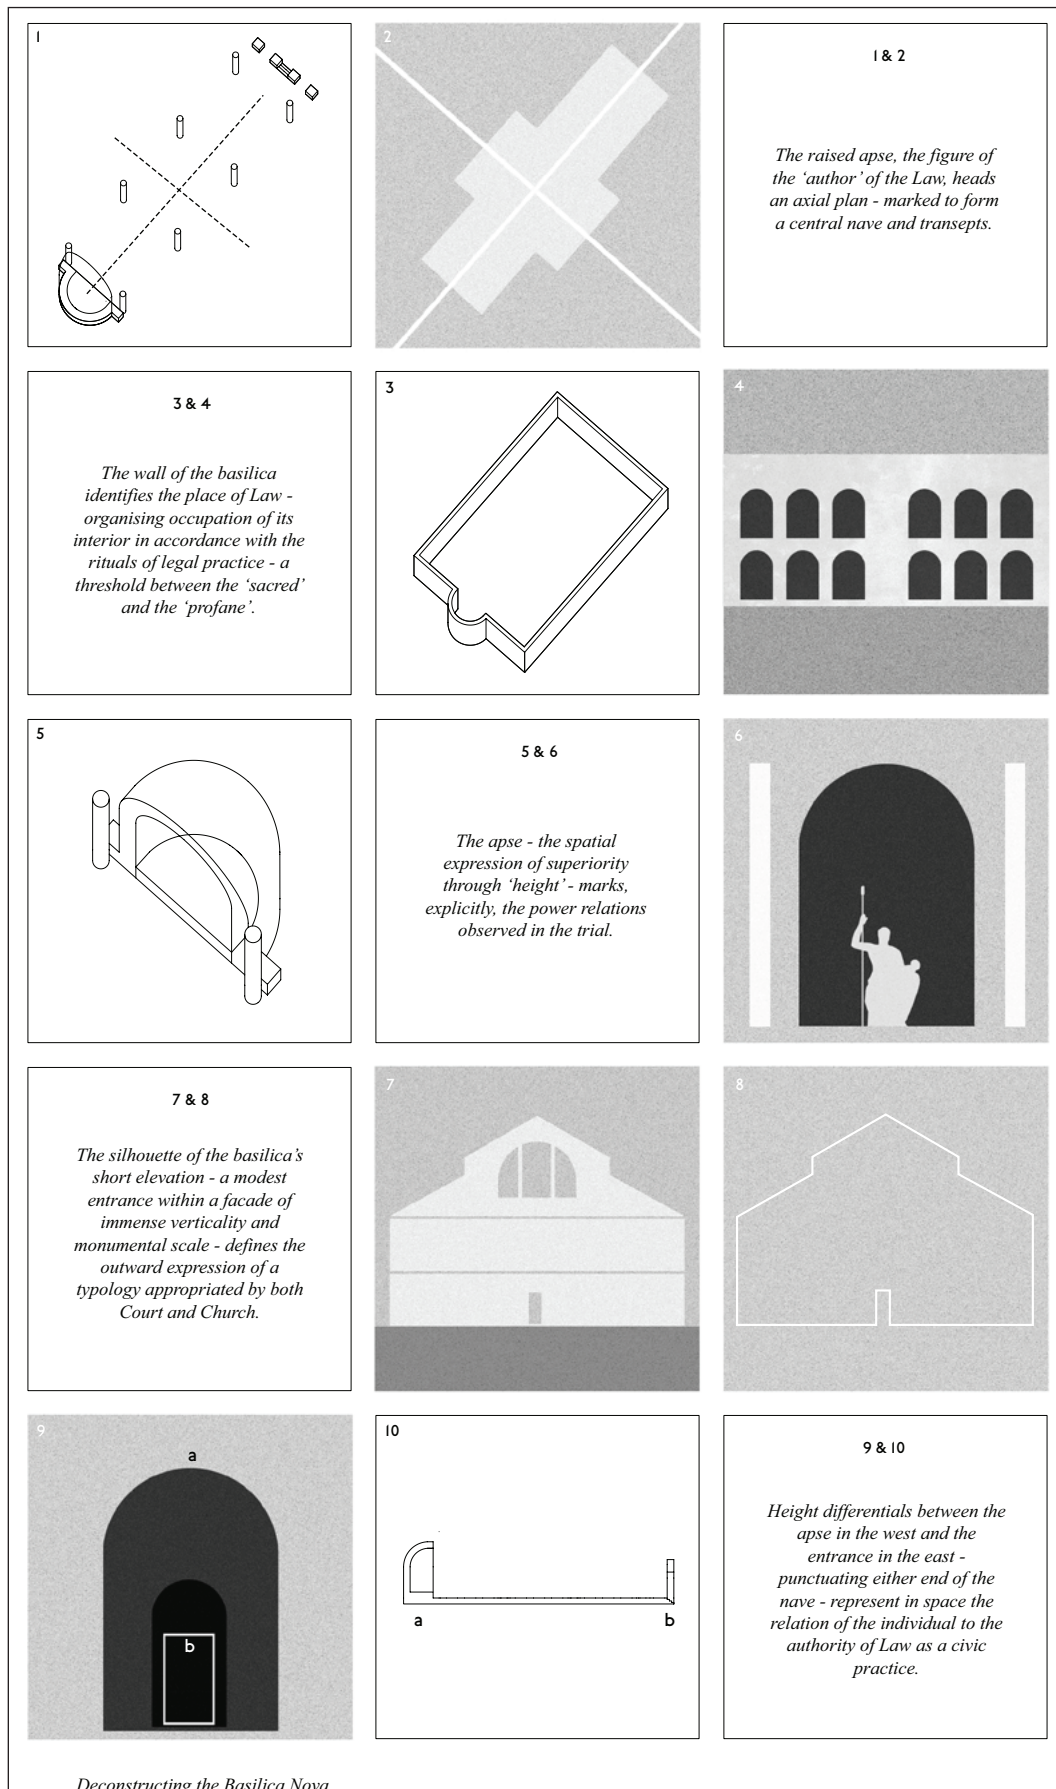 1
2
1 & 2
The raised apse, the figure of
the ‘author’ of the Law, heads
an axial plan - marked to form
a central nave and transepts.
3 & 4
The wall of the basilica
identifies the place of Law -
organising occupation of its
interior in accordance with the
rituals of legal practice - a
threshold between the ‘sacred’
and the ‘profane’.
3
4
5
5 & 6
The apse - the spatial
expression of superiority
through ‘height’ - marks,
explicitly, the power relations
observed in the trial.
6
7 & 8
The silhouette of the basilica’s
short elevation - a modest
entrance within a facade of
immense verticality and
monumental scale - defines the
outward expression of a
typology appropriated by both
Court and Church.
7
8
9
a
b
10
a
b
9 & 10
Height differentials between the
apse in the west and the
entrance in the east -
punctuating either end of the
nave - represent in space the
relation of the individual to the
authority of Law as a civic
practice.
Deconstructing the Basilica Nova